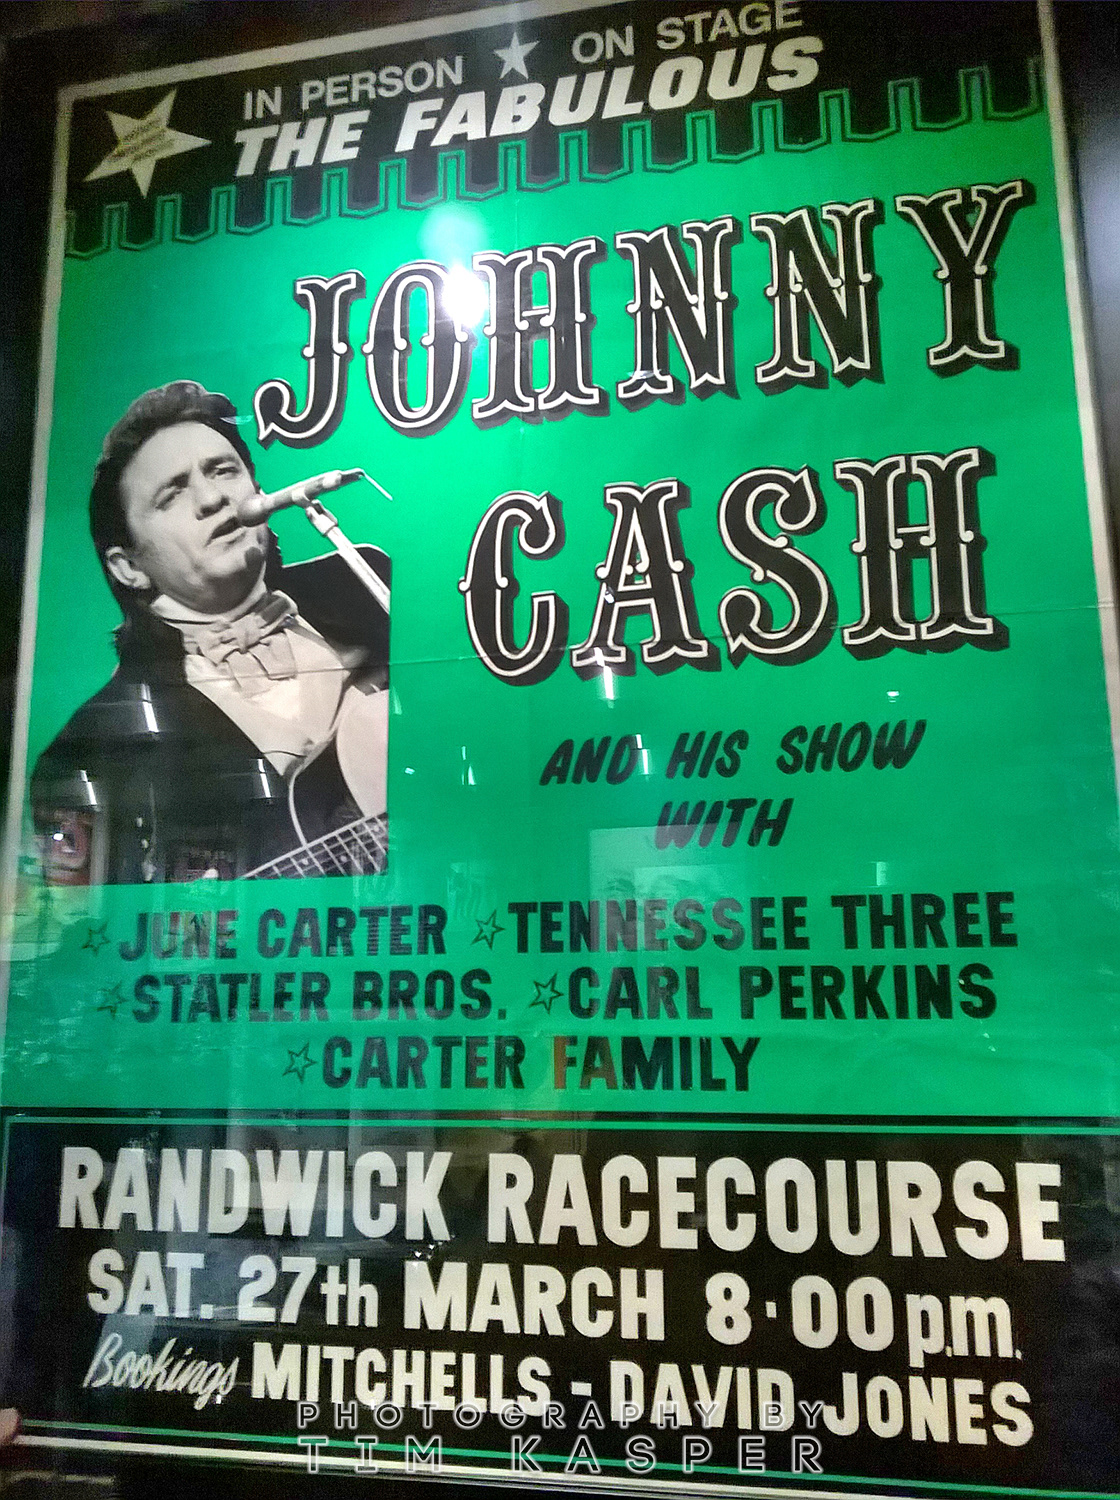 IN PERSON ★ ON STAGE
THE FABULOUS
JOHNNY
CASH
AND HIS SHOW
WITH
☆ JUNE CARTER ☆ TENNESSEE THREE
☆ STATLER BROS. ☆ CARL PERKINS
☆ CARTER FAMILY
RANDWICK RACECOURSE
SAT. 27th MARCH 8·00 p.m.
Bookings MITCHELLS - DAVID JONES
PHOTOGRAPHY BY
TIM KASPER